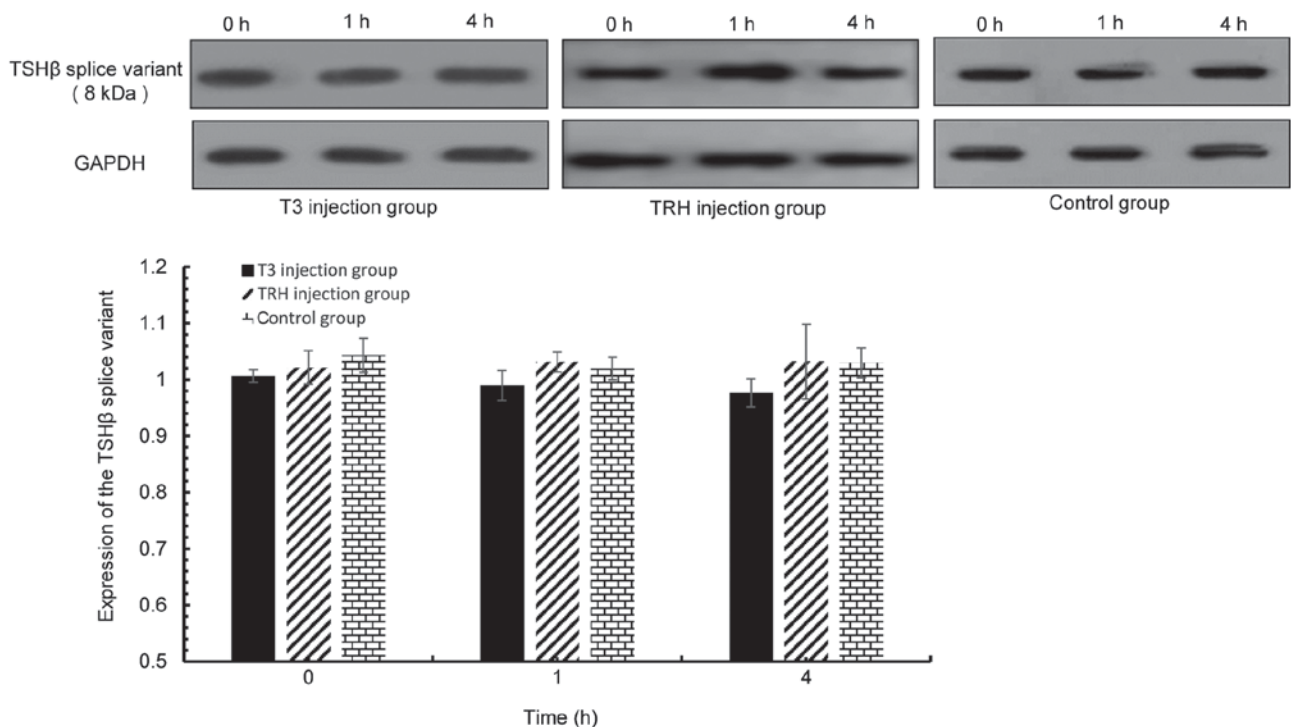 0 h 1 h 4 h 0 h 1 h 4 h 0 h 1 h 4 h
TSHβ splice variant
( 8 kDa )
GAPDH
T3 injection group TRH injection group Control group
Expression of the TSHβ splice variant
1.2
1.1
1
0.9
0.8
0.7
0.6
0.5
T3 injection group
TRH injection group
Control group
0 1 4
Time (h)